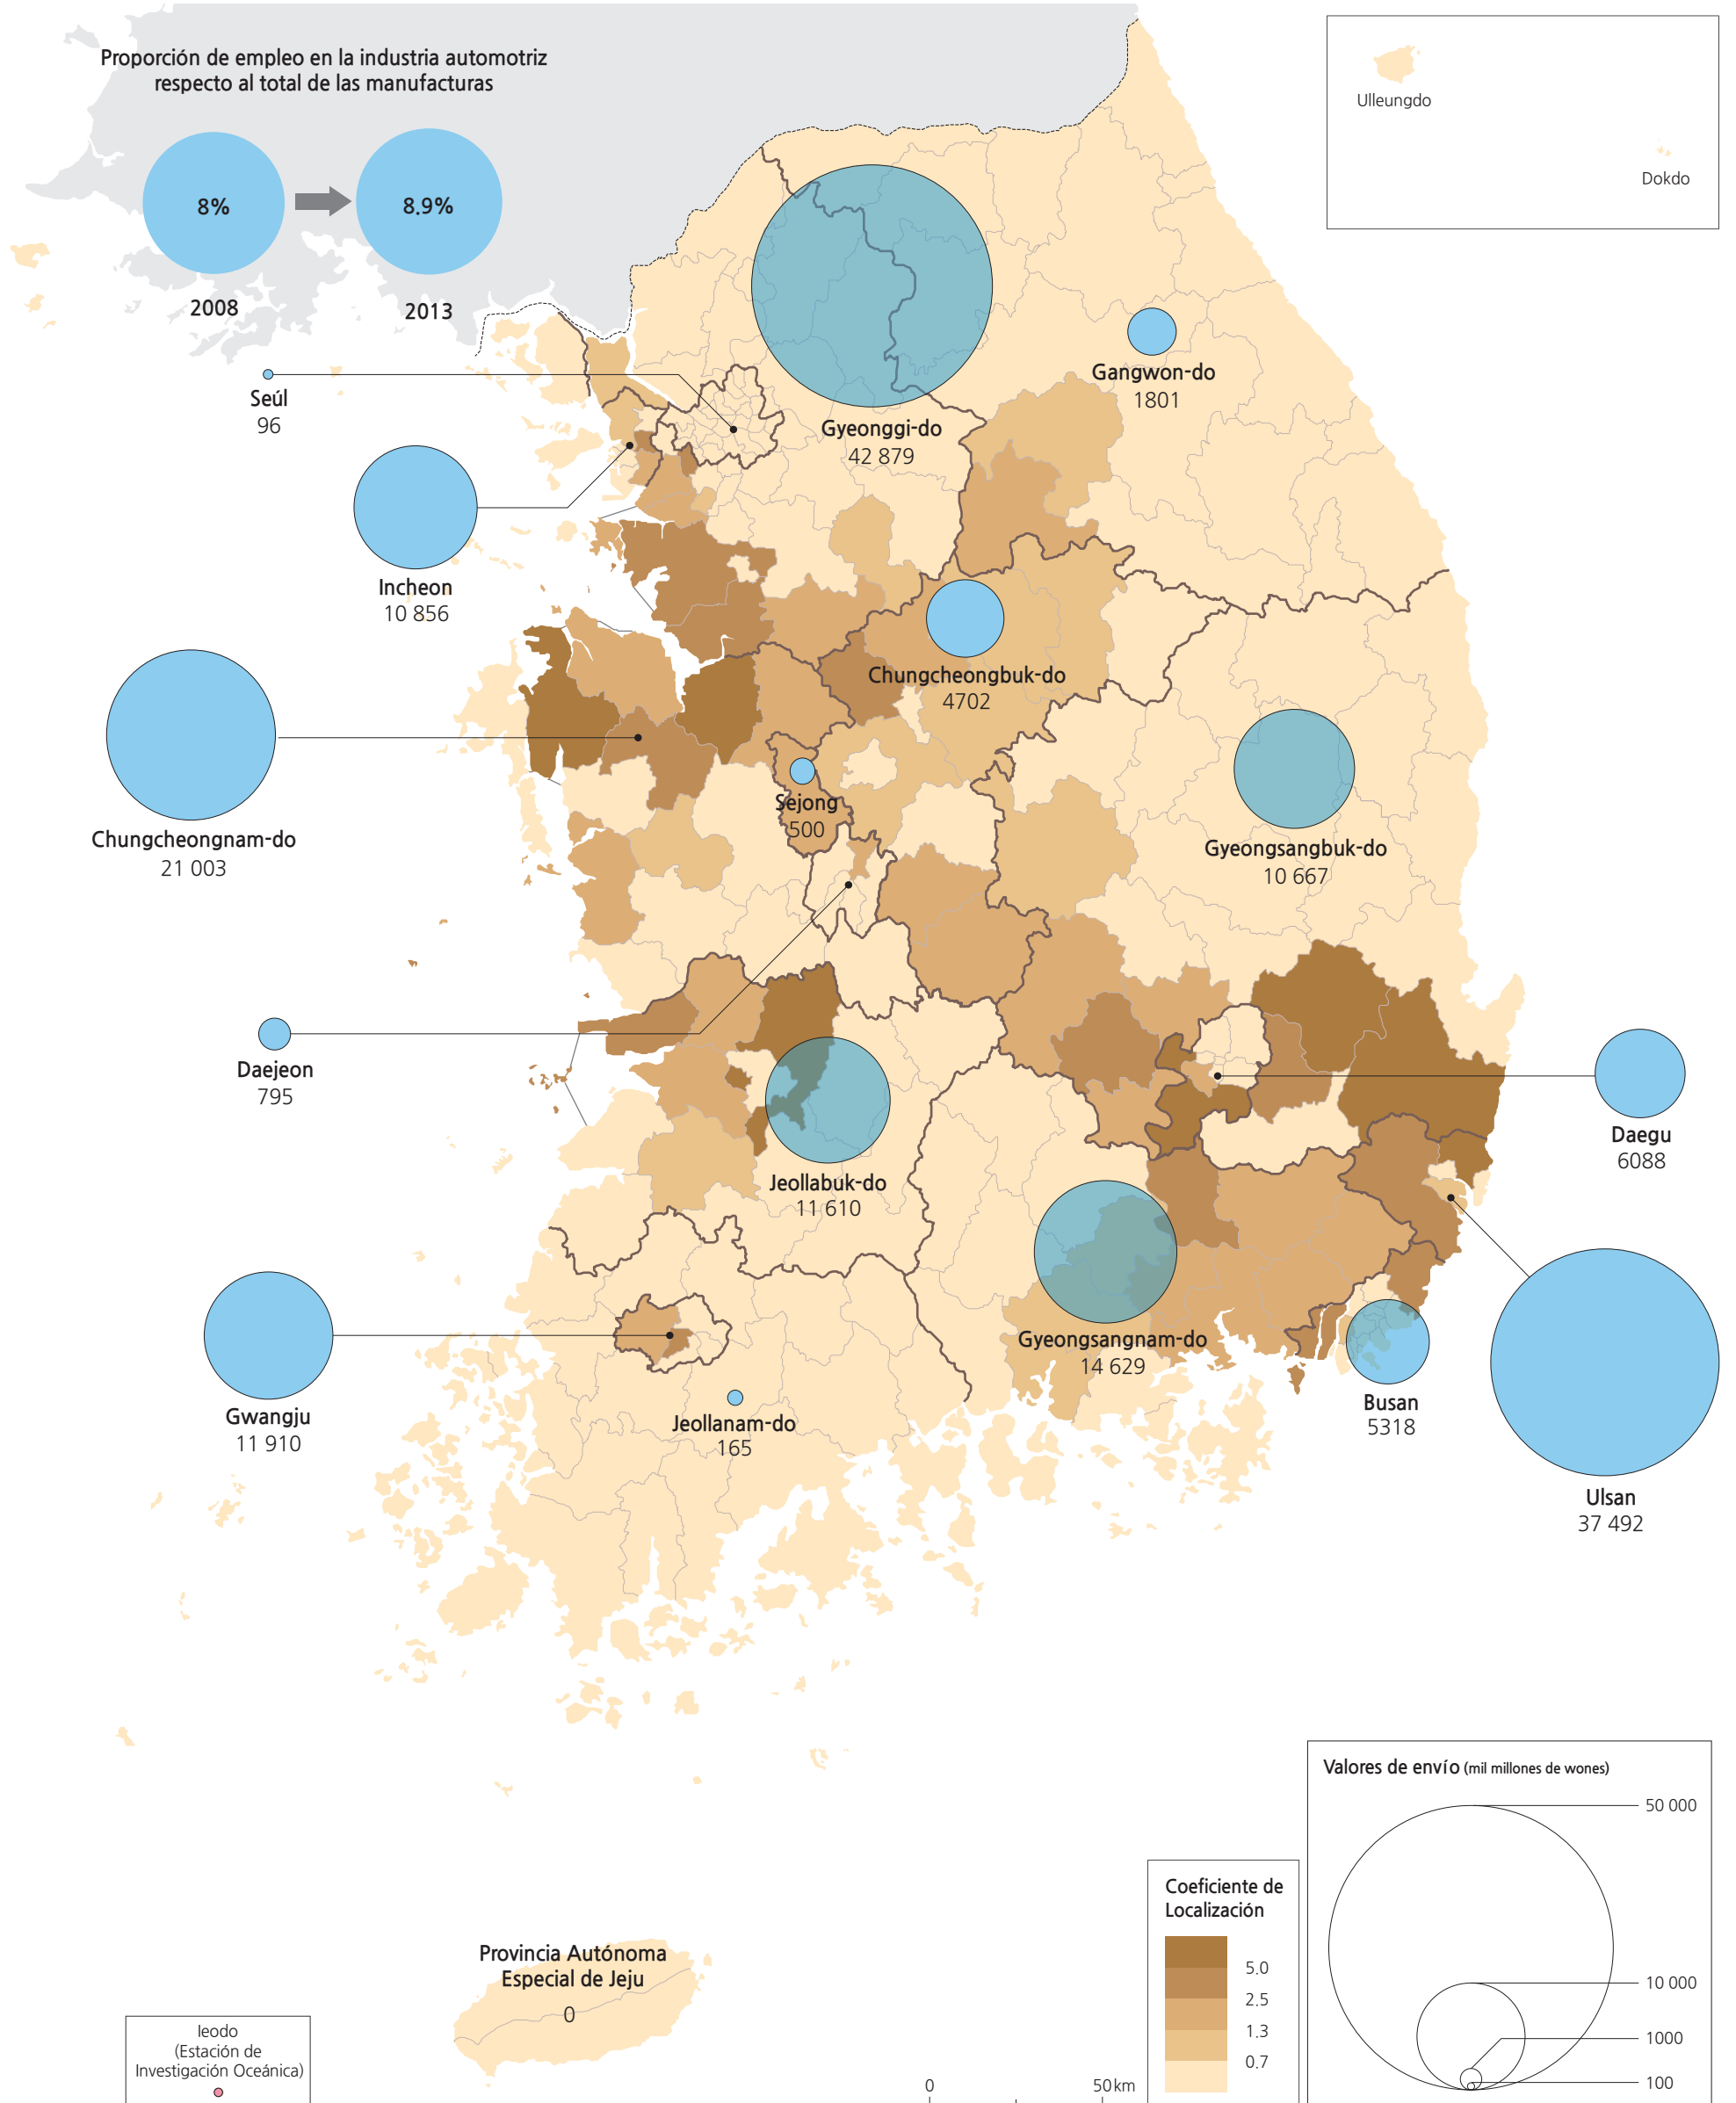 Proporción de empleo en la industria automotriz
respecto al total de las manufacturas
8%
8.9%
2008
2013
Ulleungdo
Dokdo
Seúl
96
Gangwon-do
1801
Gyeonggi-do
42 879
Incheon
10 856
Chungcheongbuk-do
4702
Chungcheongnam-do
21 003
Sejong
500
Gyeongsangbuk-do
10 667
Daejeon
795
Daegu
6088
Jeollabuk-do
11 610
Gyeongsangnam-do
14 629
Gwangju
11 910
Jeollanam-do
165
Busan
5318
Ulsan
37 492
Provincia Autónoma
Especial de Jeju
0
Ieodo
(Estación de
Investigación Oceánica)
0
50 km
Coeficiente de
Localización
5.0
2.5
1.3
0.7
Valores de envío (mil millones de wones)
50 000
10 000
1000
100